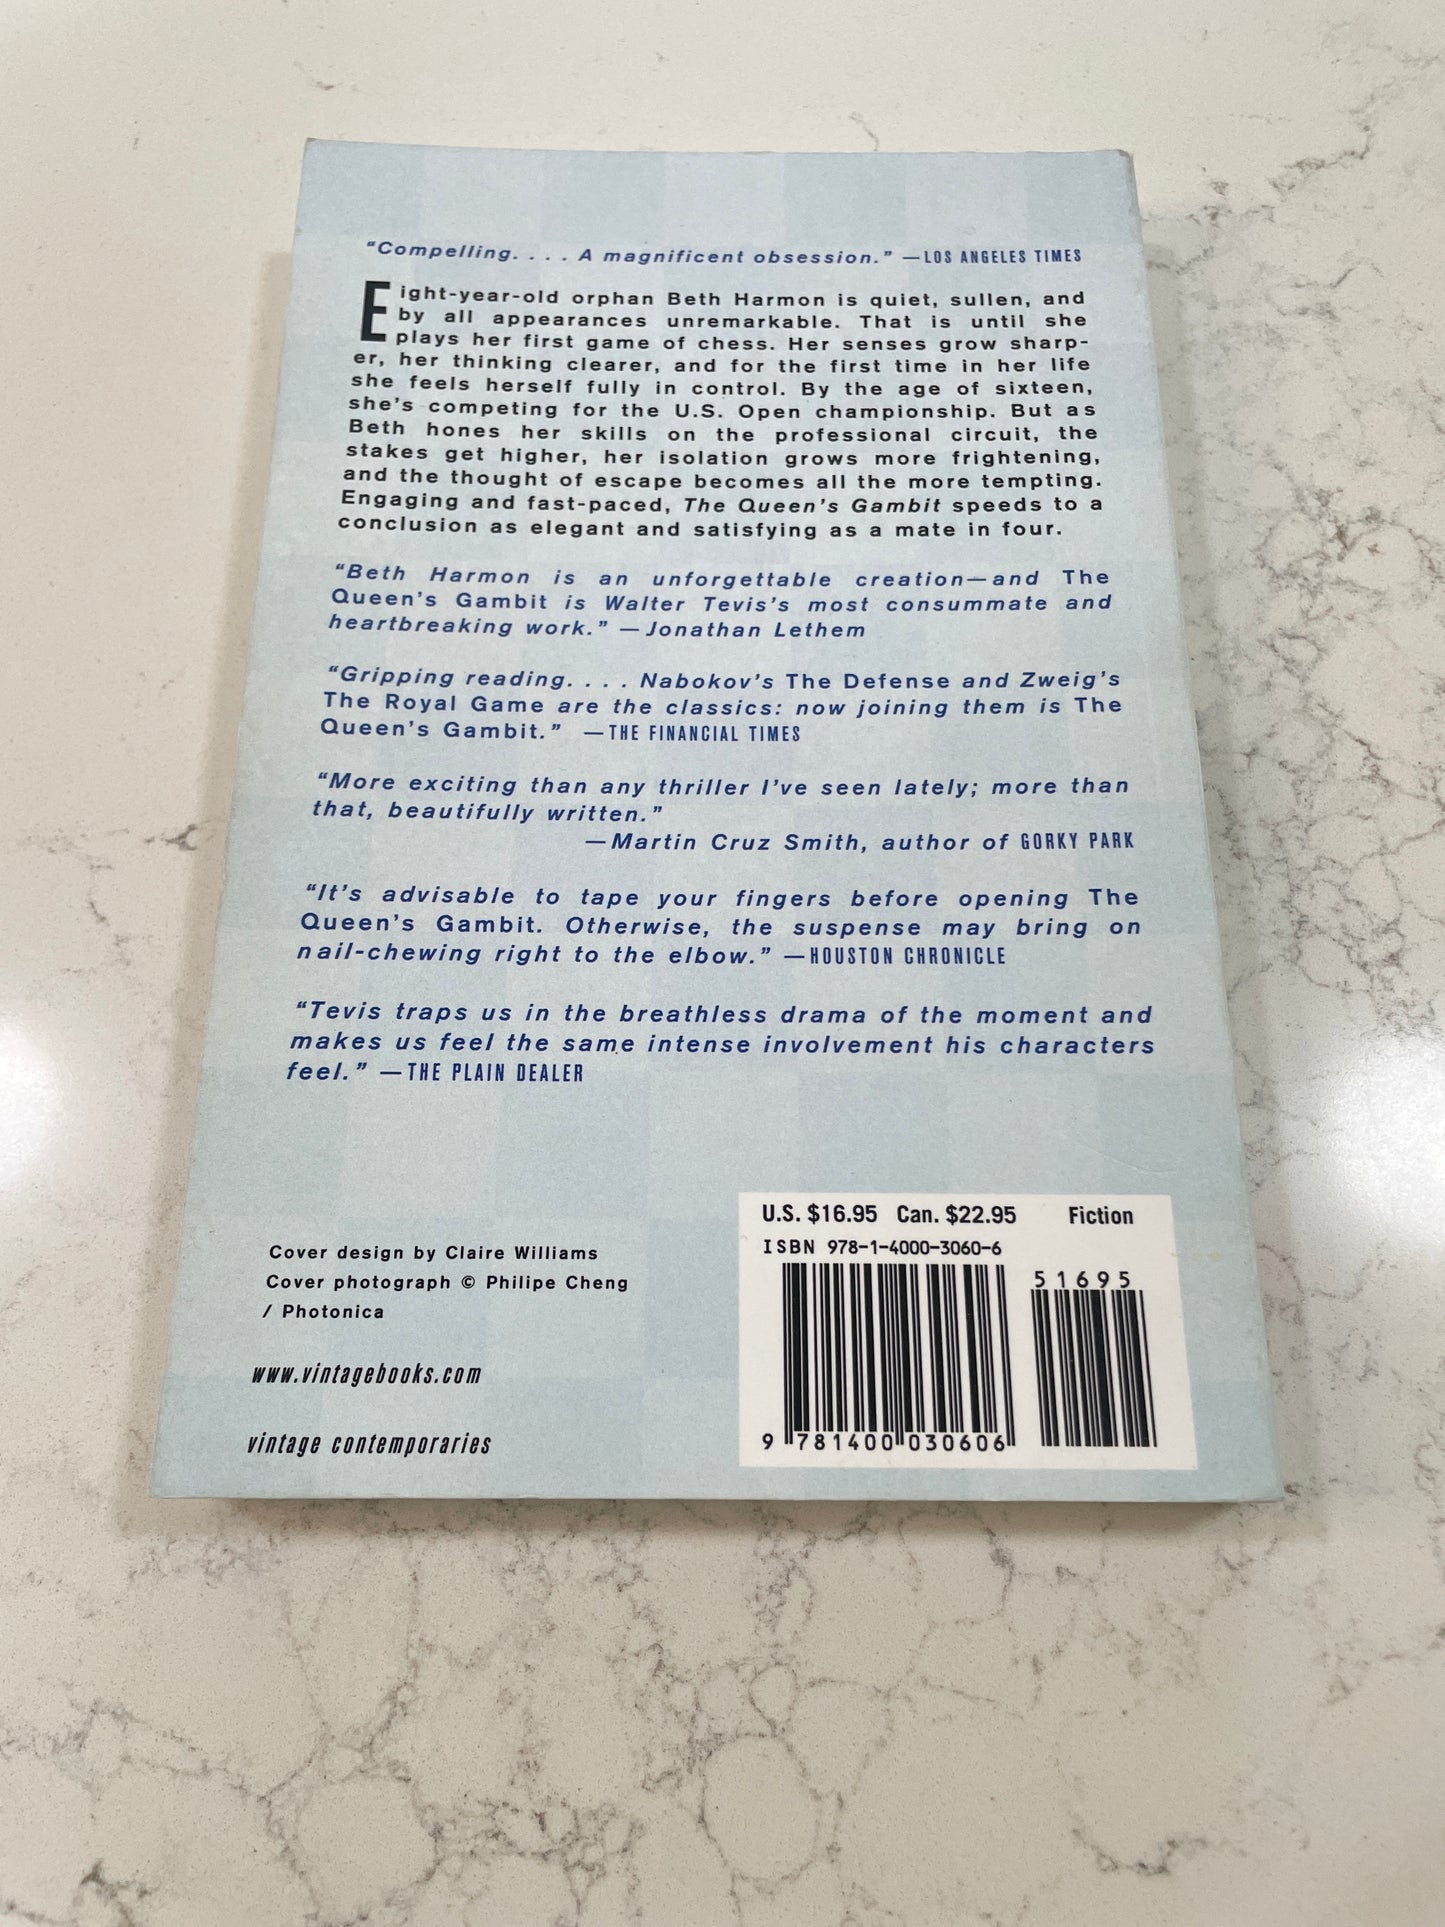 “Compelling. . . . A magnificent obsession.” —LOS ANGELES TIMES
Eight-year-old orphan Beth Harmon is quiet, sullen, and
by all appearances unremarkable. That is until she
plays her first game of chess. Her senses grow sharp-
er, her thinking clearer, and for the first time in her life
she feels herself fully in control. By the age of sixteen,
she’s competing for the U.S. Open championship. But as
Beth hones her skills on the professional circuit, the
stakes get higher, her isolation grows more frightening,
and the thought of escape becomes all the more tempting.
Engaging and fast-paced, The Queen’s Gambit speeds to a
conclusion as elegant and satisfying as a mate in four.
“Beth Harmon is an unforgettable creation—and The
Queen’s Gambit is Walter Tevis’s most consummate and
heartbreaking work.” —Jonathan Lethem
“Gripping reading. . . . Nabokov’s The Defense and Zweig’s
The Royal Game are the classics: now joining them is The
Queen’s Gambit.” —THE FINANCIAL TIMES
“More exciting than any thriller I’ve seen lately; more than
that, beautifully written.”
—Martin Cruz Smith, author of GORKY PARK
“It’s advisable to tape your fingers before opening The
Queen’s Gambit. Otherwise, the suspense may bring on
nail-chewing right to the elbow.” —HOUSTON CHRONICLE
“Tevis traps us in the breathless drama of the moment and
makes us feel the same intense involvement his characters
feel.” —THE PLAIN DEALER
Cover design by Claire Williams
Cover photograph © Philipe Cheng
/ Photonica
www.vintagebooks.com
vintage contemporaries
U.S. $16.95 Can. $22.95 Fiction
ISBN 978-1-4000-3060-6
51695
9 781400 030606